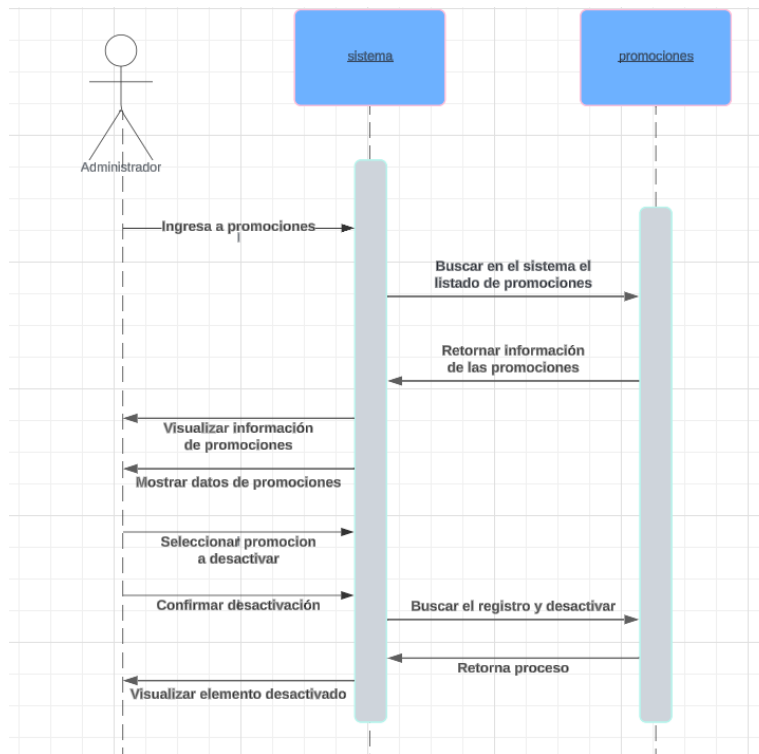 sistema
promociones
Administrador
Ingresa a promociones
Buscar en el sistema el
listado de promociones
Retornar información
de las promociones
Visualizar información
de promociones
Mostrar datos de promociones
Seleccionar promocion
a desactivar
Confirmar desactivación
Buscar el registro y desactivar
Retorna proceso
Visualizar elemento desactivado